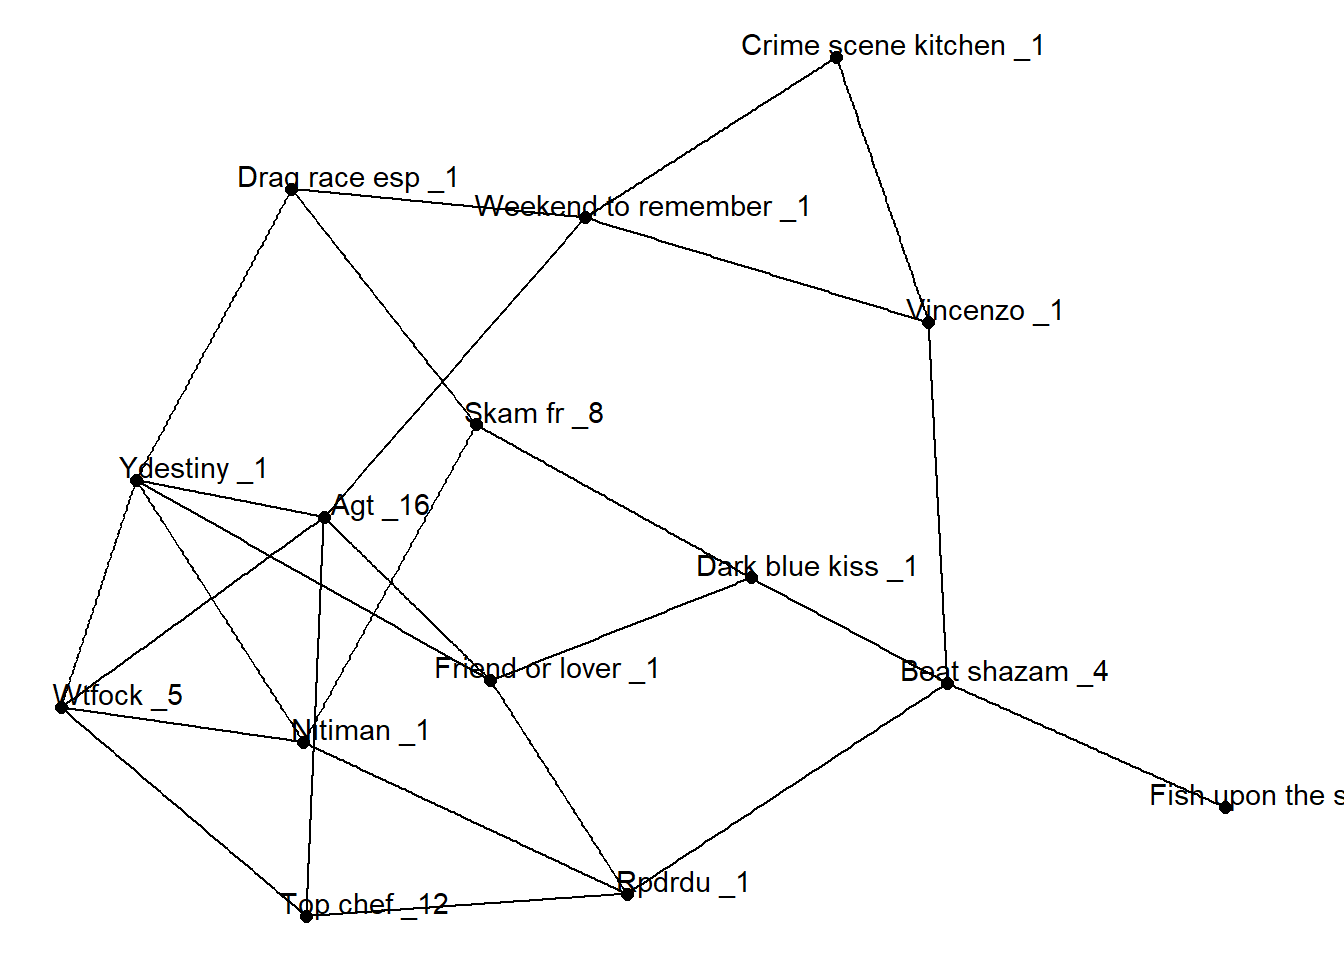 Crime scene kitchen _1
Drag race esp _1
Weekend to remember _1
Vincenzo _1
Skam fr _8
Ydestiny _1
Agt _16
Dark blue kiss _1
Friend or lover _1
Beat shazam _4
Wtfock _5
Nitiman _1
Fish upon the s
Rpdrdu _1
Top chef _12